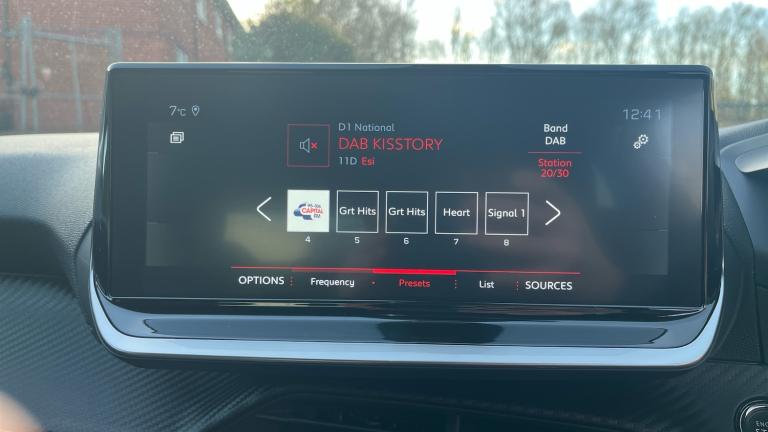 7°C
12:41
D1 National
DAB KISSTORY
11D Esi
Band
DAB
Station
20/30
CAPITAL
FM
Grt Hits
Grt Hits
Heart
Signal 1
4
5
6
7
8
OPTIONS
Frequency
Presets
List
SOURCES